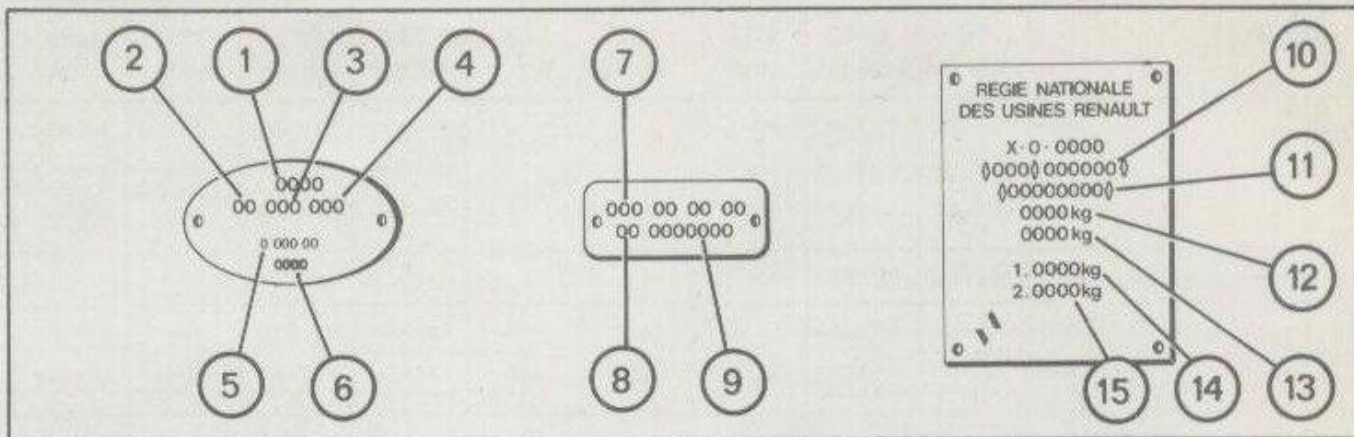 2 1 3 4 7 10
REGIE NATIONALE
DES USINES RENAULT
X·0·0000
◊0000◊000000◊
11
◊00000000◊
0000
00 000 000
000 00 00 00
0000kg
00 0000000
0000kg
0 000 00
0000
12
1.0000kg
2.0000kg
5 6 8 9 15 14 13